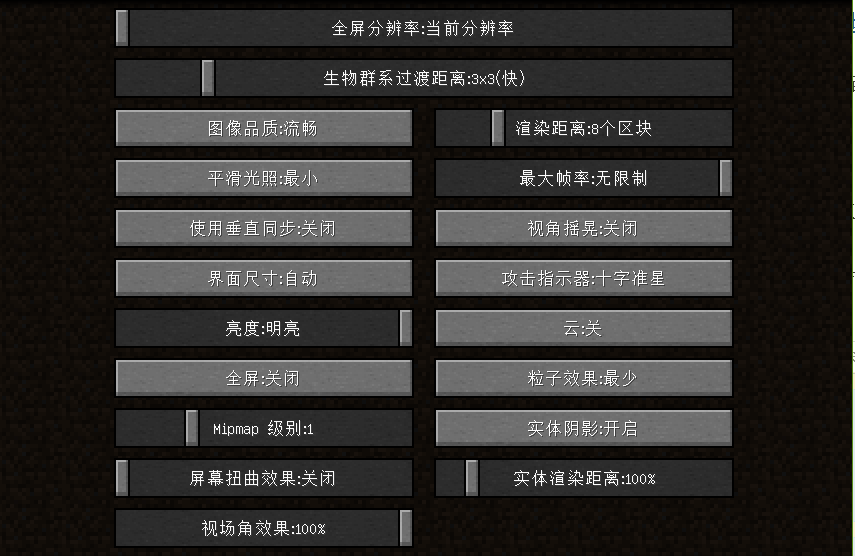 全屏分辨率:当前分辨率
生物群系过渡距离:3x3(快)
图像品质:流畅
渲染距离:8个区块
平滑光照:最小
最大帧率:无限制
使用垂直同步:关闭
视角摇晃:关闭
界面尺寸:自动
攻击指示器:十字准星
亮度:明亮
云:关
全屏:关闭
粒子效果:最少
Mipmap 级别:1
实体阴影:开启
屏幕扭曲效果:关闭
实体渲染距离:100%
视场角效果:100%